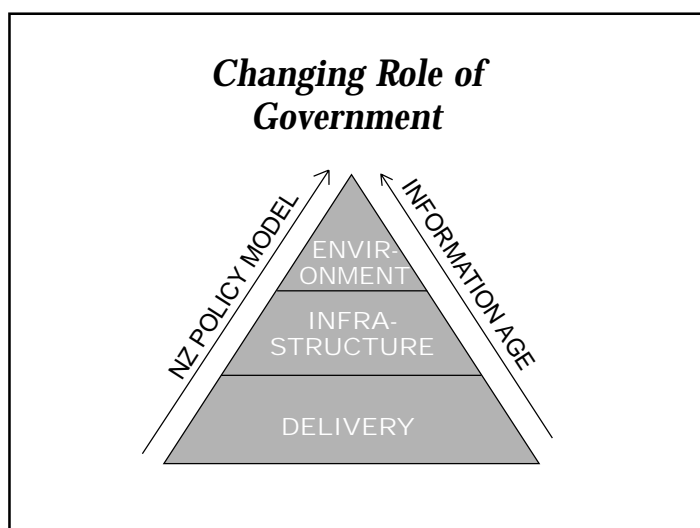 Changing Role of
Government
NZ POLICY MODEL
INFORMATION AGE
ENVIR-
ONMENT
INFRA-
STRUCTURE
DELIVERY